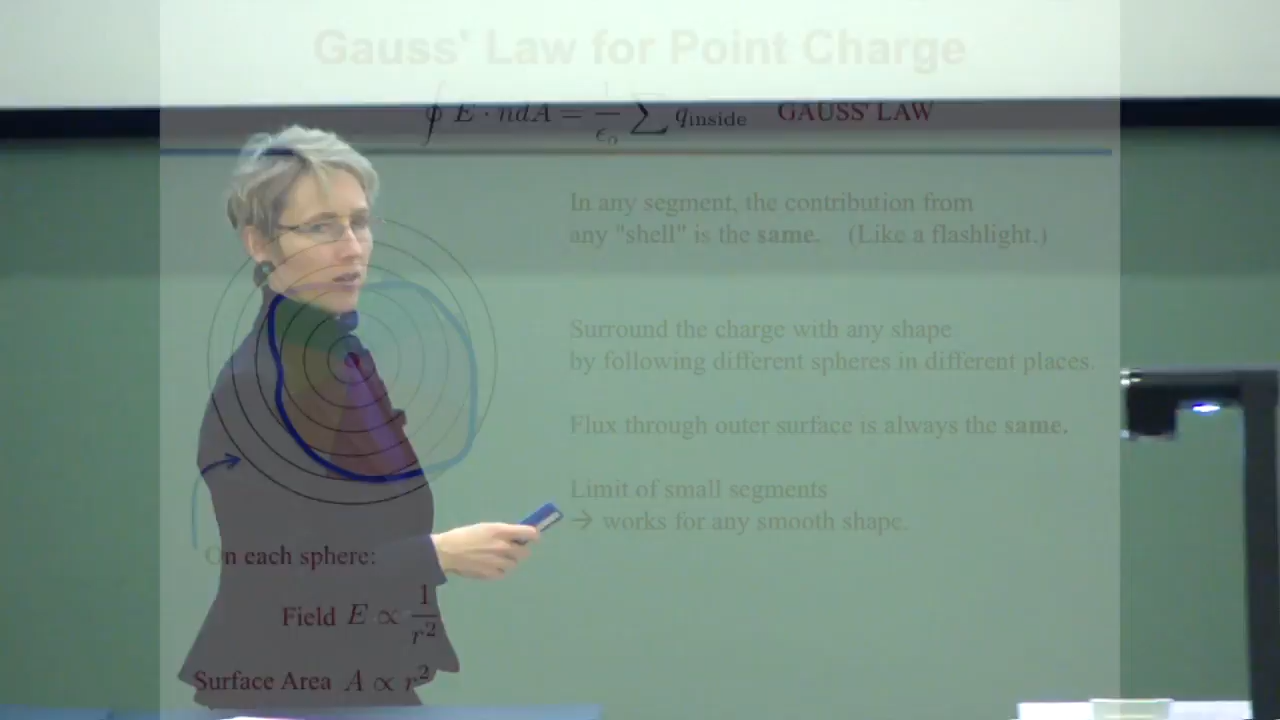 Gauss' Law for Point Charge
∮ E · ndA = 1/ϵ₀ ∑ q_inside GAUSS' LAW
In any segment, the contribution from
any "shell" is the same. (Like a flashlight.)
Surround the charge with any shape
by following different spheres in different places.
Flux through outer surface is always the same.
Limit of small segments
→ works for any smooth shape.
On each sphere:
Field E ∝ 1/r²
Surface Area A ∝ r²